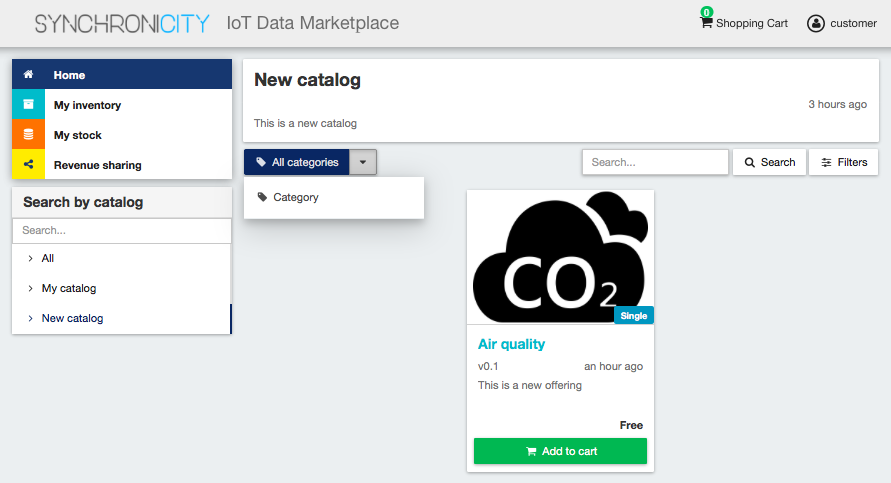 SYNCHRONICITY IoT Data Marketplace
0
Shopping Cart
customer
Home
My inventory
My stock
Revenue sharing
Search by catalog
Search...
All
My catalog
New catalog
New catalog
3 hours ago
This is a new catalog
All categories
Search...
Search
Filters
Category
CO2
Single
Air quality
v0.1 an hour ago
This is a new offering
Free
Add to cart